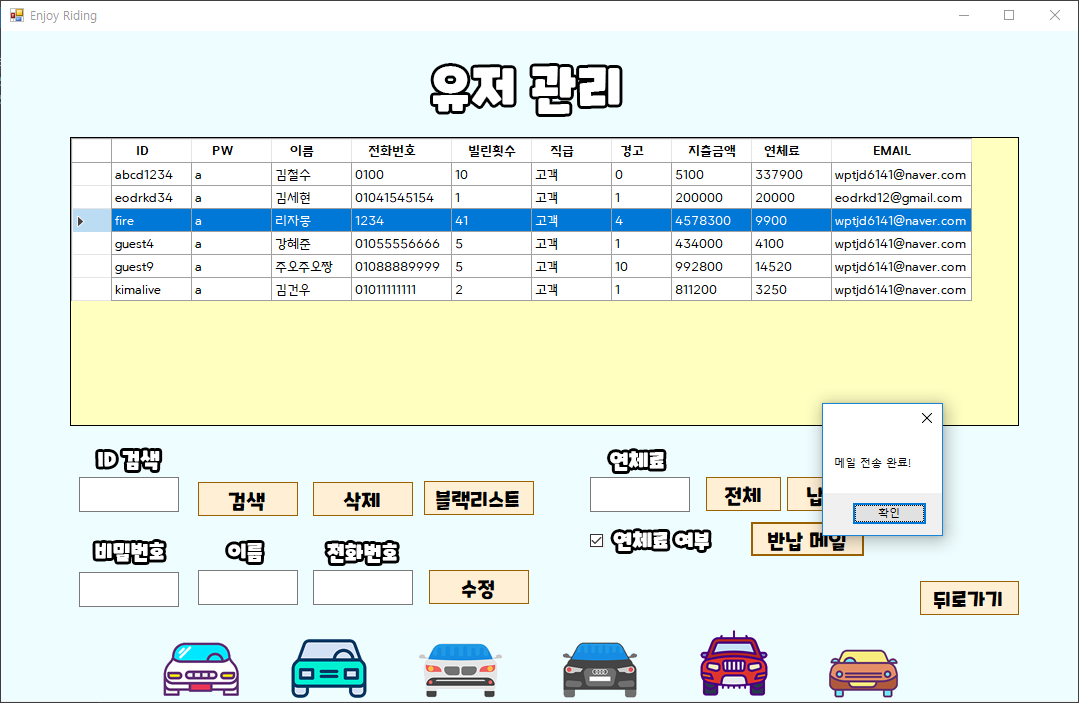 Enjoy Riding
유저 관리
ID PW 이름 전화번호 빌린횟수 직급 경고 지출금액 연체료 EMAIL
abcd1234 a 김철수 0100 10 고객 0 5100 337900 wptjd6141@naver.com
eodrkd34 a 김세현 01041545154 1 고객 1 200000 20000 eodrkd12@gmail.com
fire a 리자몽 1234 41 고객 4 4578300 9900 wptjd6141@naver.com
guest4 a 강혜준 01055556666 5 고객 1 434000 4100 wptjd6141@naver.com
guest9 a 주오주오짱 01088889999 5 고객 10 992800 14520 wptjd6141@naver.com
kimalive a 김건우 01011111111 2 고객 1 811200 3250 wptjd6141@naver.com
메일 전송 완료!
확인
ID 검색
검색 삭제 블랙리스트
연체료
전체 납
연체료 여부 반납 메일
비밀번호 이름 전화번호
수정
뒤로가기